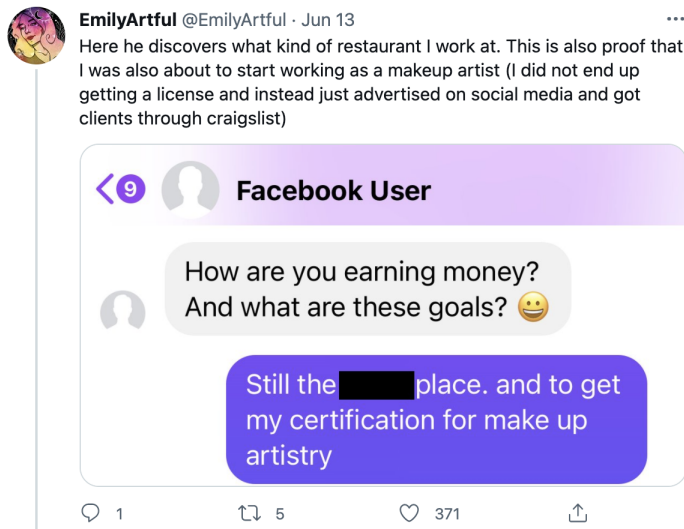 EmilyArtful @EmilyArtful · Jun 13
Here he discovers what kind of restaurant I work at. This is also proof that
I was also about to start working as a makeup artist (I did not end up
getting a license and instead just advertised on social media and got
clients through craigslist)
9
Facebook User
How are you earning money?
And what are these goals? 😀
Still the place. and to get
my certification for make up
artistry
1 5 371